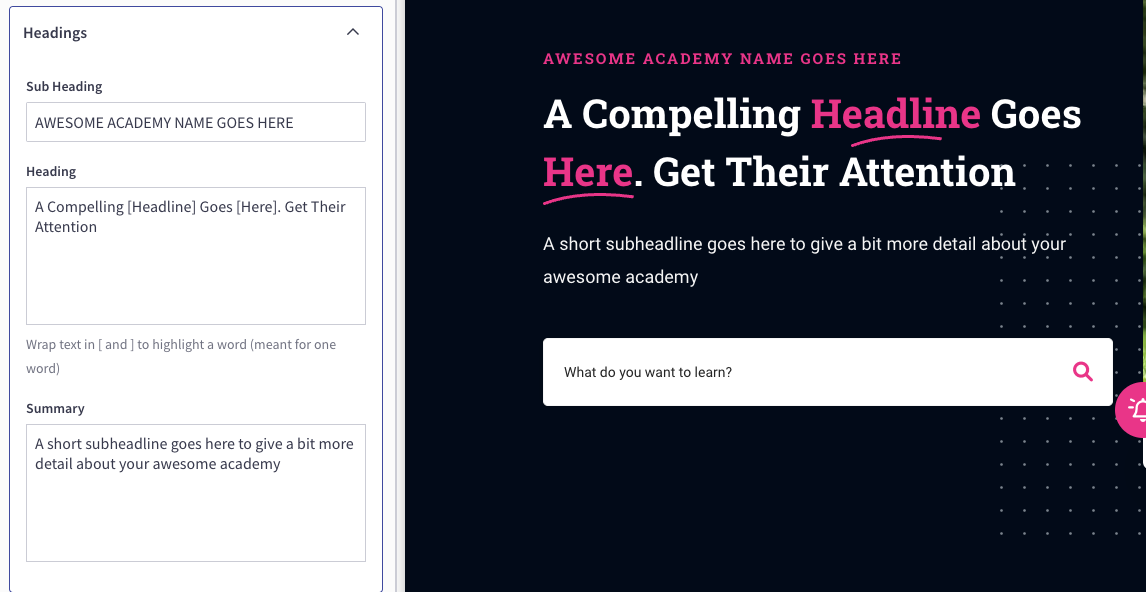 Headings
Sub Heading
AWESOME ACADEMY NAME GOES HERE
Heading
A Compelling [Headline] Goes [Here]. Get Their
Attention
Wrap text in [ and ] to highlight a word (meant for one
word)
Summary
A short subheadline goes here to give a bit more
detail about your awesome academy
AWESOME ACADEMY NAME GOES HERE
A Compelling Headline Goes
Here. Get Their Attention
A short subheadline goes here to give a bit more detail about your
awesome academy
What do you want to learn?